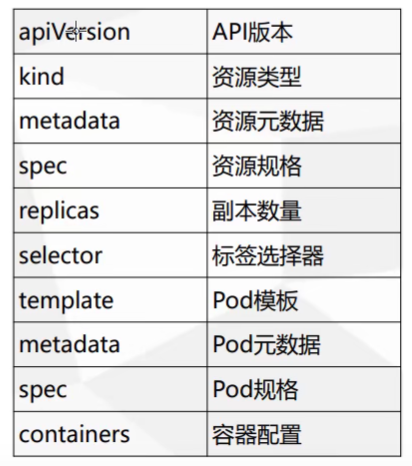 apiVersion API版本
kind 资源类型
metadata 资源元数据
spec 资源规格
replicas 副本数量
selector 标签选择器
template Pod模板
metadata Pod元数据
spec Pod规格
containers 容器配置